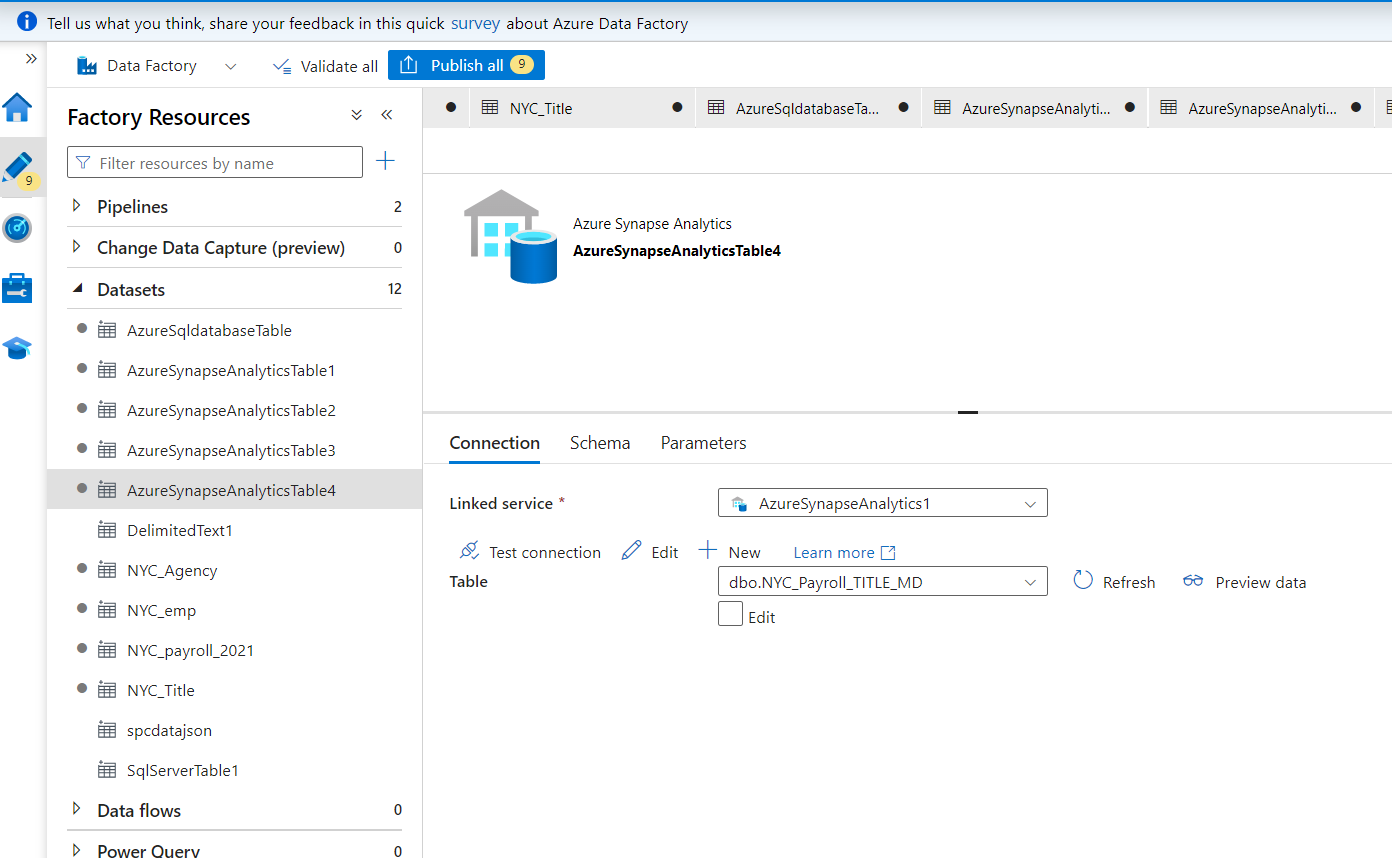 Tell us what you think, share your feedback in this quick survey about Azure Data Factory
Data Factory
Validate all
Publish all 9
Factory Resources
Filter resources by name
9
Pipelines 2
Change Data Capture (preview) 0
Datasets 12
AzureSqldatabaseTable
AzureSynapseAnalyticsTable1
AzureSynapseAnalyticsTable2
AzureSynapseAnalyticsTable3
AzureSynapseAnalyticsTable4
DelimitedText1
NYC_Agency
NYC_emp
NYC_payroll_2021
NYC_Title
spcdatajson
SqlServerTable1
Data flows 0
Power Query 0
NYC_Title
AzureSqldatabaseTa...
AzureSynapseAnalyti...
AzureSynapseAnalyti...
Azure Synapse Analytics
AzureSynapseAnalyticsTable4
Connection Schema Parameters
Linked service * AzureSynapseAnalytics1
Test connection Edit New Learn more
Table dbo.NYC_Payroll_TITLE_MD Refresh Preview data
Edit